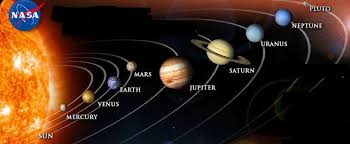 NASA
PLUTO
NEPTUNE
URANUS
SATURN
JUPITER
MARS
EARTH
VENUS
MERCURY
SUN